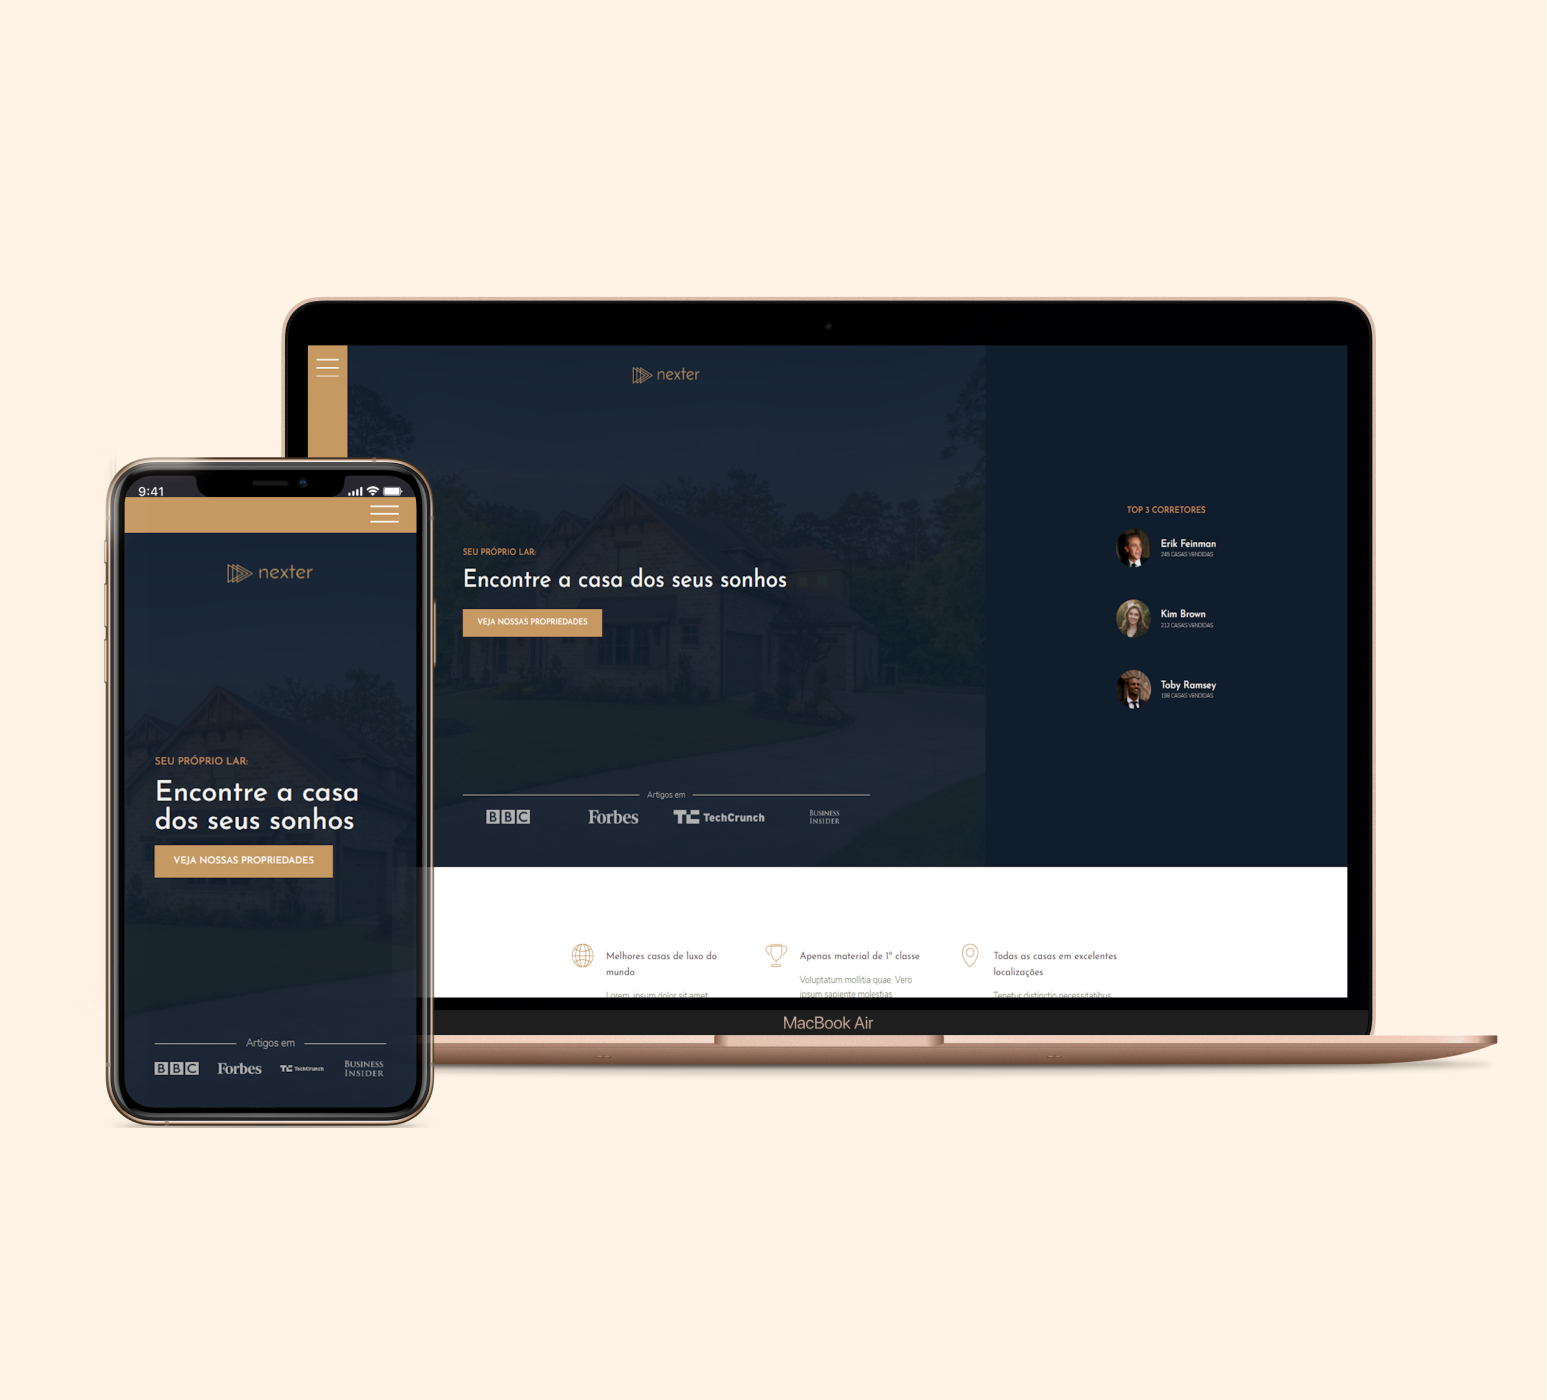 nexter
SEU PRÓPRIO LAR:
Encontre a casa dos seus sonhos
VEJA NOSSAS PROPRIEDADES
Artigos em
BBC
Forbes
TechCrunch
BUSINESS
INSIDER
TOP 3 CORRETORES
Erik Feinman
245 CASAS VENDIDAS
Kim Brown
212 CASAS VENDIDAS
Toby Ramsey
198 CASAS VENDIDAS
Melhores casas de luxo do
mundo
Lorem, ipsum dolor sit amet
Apenas material de 1º classe
Voluptatum mollitia quae. Vero
ipsum sapiente molestias
Todas as casas em excelentes
localizações
Tenetur distinctio necessitatibus
MacBook Air
9:41
nexter
SEU PRÓPRIO LAR:
Encontre a casa
dos seus sonhos
VEJA NOSSAS PROPRIEDADES
Artigos em
BBC
Forbes
TechCrunch
BUSINESS
INSIDER